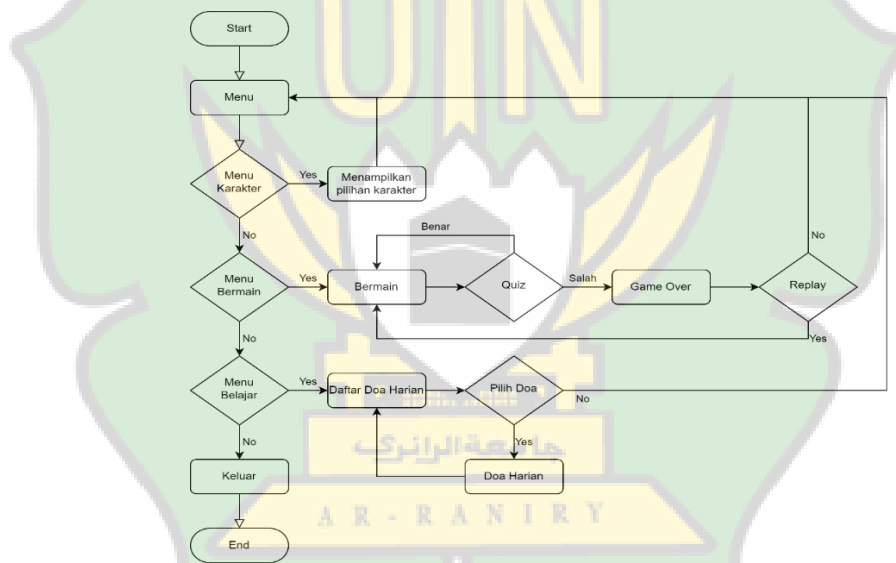 UIN
Start
Menu
Menu
Karakter
Yes
Menampilkan
pilihan karakter
No
Benar
No
Menu
Bermain
Yes
Bermain
Quiz
Salah
Game Over
Replay
No
Yes
Menu
Belajar
Yes
Daftar Doa Harian
Pilih Doa
No
No
Yes
جامعة الرانري
Keluar
Doa Harian
AR-RANIRY
End